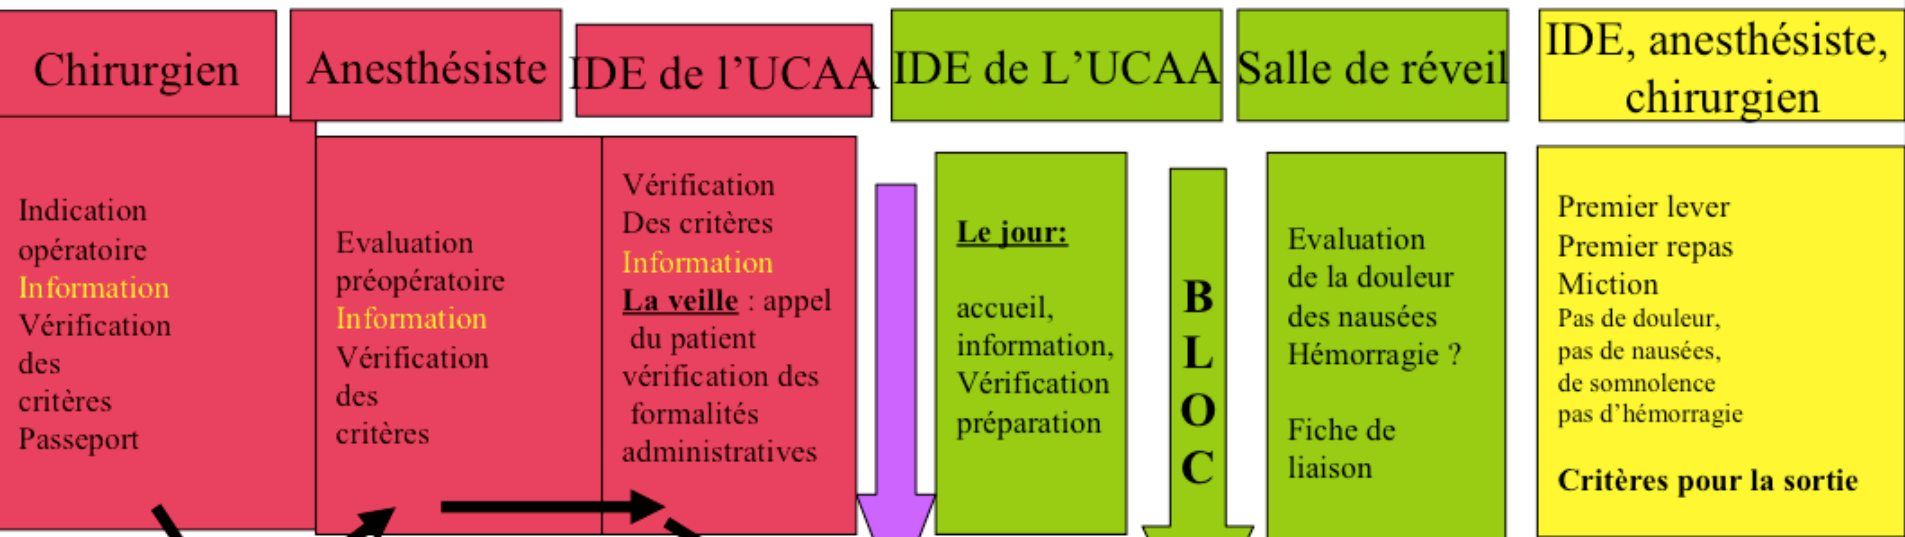 Chirurgien
Anesthésiste
IDE de l’UCAA
IDE de L’UCAA
Salle de réveil
IDE, anesthésiste,
chirurgien
Indication
opératoire
Information
Vérification
des
critères
Passeport
Evaluation
préopératoire
Information
Vérification
des
critères
Vérification
Des critères
Information
La veille : appel
du patient
vérification des
formalités
administratives
Le jour:
accueil,
information,
Vérification
préparation
B
L
O
C
Evaluation
de la douleur
des nausées
Hémorragie ?
Fiche de
liaison
Premier lever
Premier repas
Miction
Pas de douleur,
pas de nausées,
de somnolence
pas d’hémorragie
Critères pour la sortie